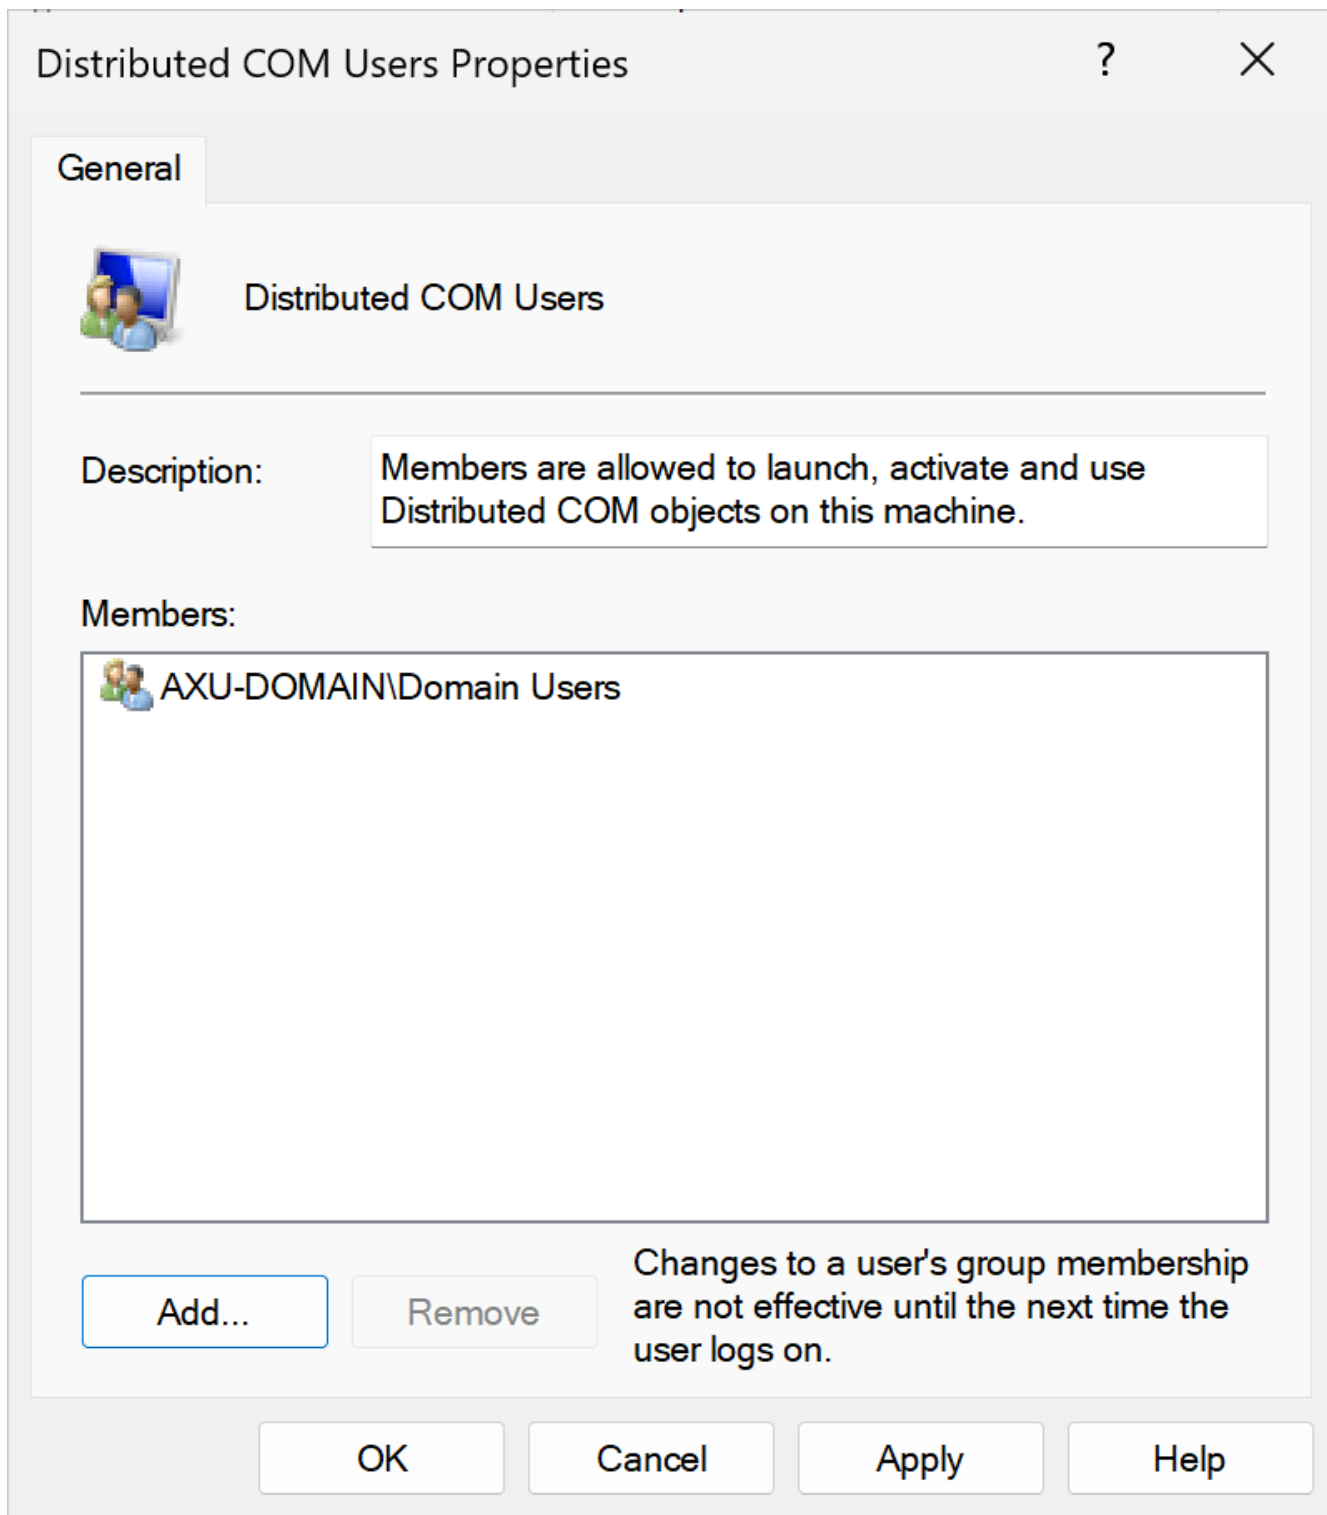 Distributed COM Users Properties
?
General
Distributed COM Users
Description:
Members are allowed to launch, activate and use
Distributed COM objects on this machine.
Members:
AXU-DOMAIN\Domain Users
Add...
Remove
Changes to a user's group membership
are not effective until the next time the
user logs on.
OK
Cancel
Apply
Help